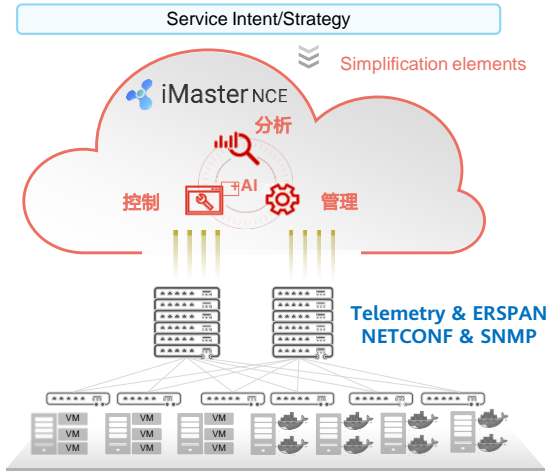 Service Intent/Strategy
Simplification elements
iMaster NCE
分析
+AI
控制
管理
Telemetry & ERSPAN
NETCONF & SNMP
VM
VM
VM
VM
VM
VM
VM
VM
VM